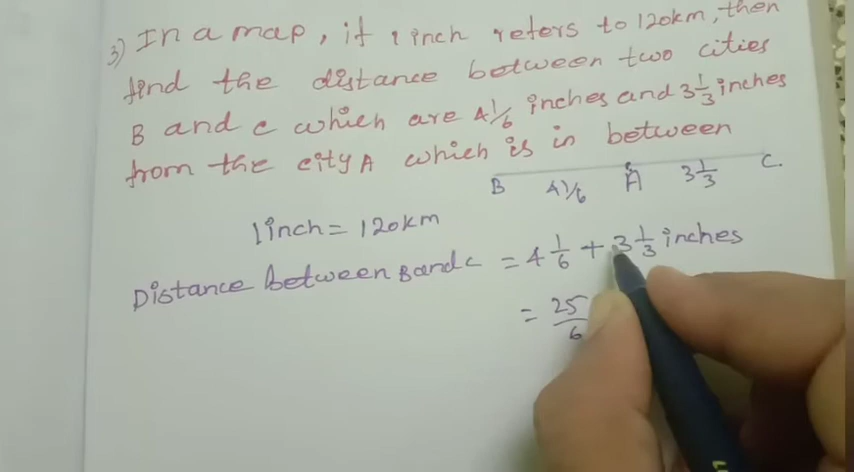 3) In a map, if 1 inch refers to 120km, then
find the distance between two cities
B and C which are 4 1/6 inches and 3 1/3 inches
from the city A which is in between
B 4 1/6 A 3 1/3 C.
1 inch = 120km
Distance between B and C = 4 1/6 + 3 1/3 inches
= 25/6